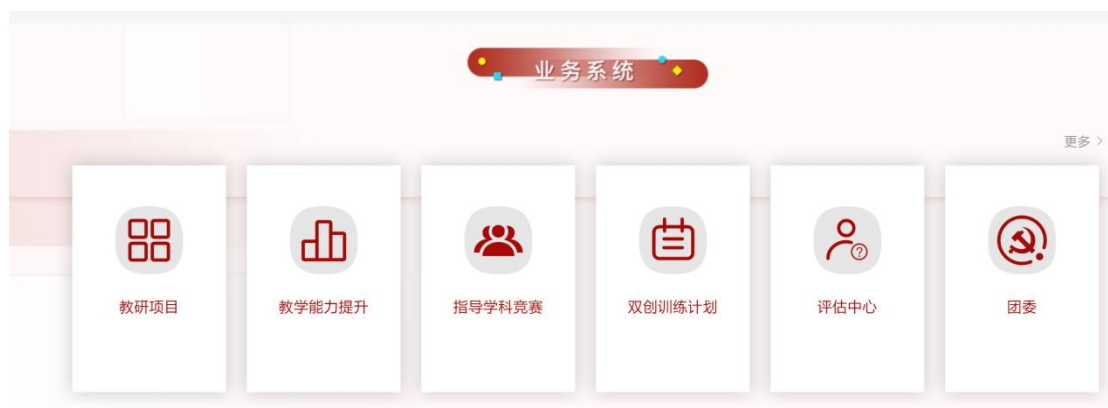 业务系统
更多 >
教研项目
教学能力提升
指导学科竞赛
双创训练计划
评估中心
团委